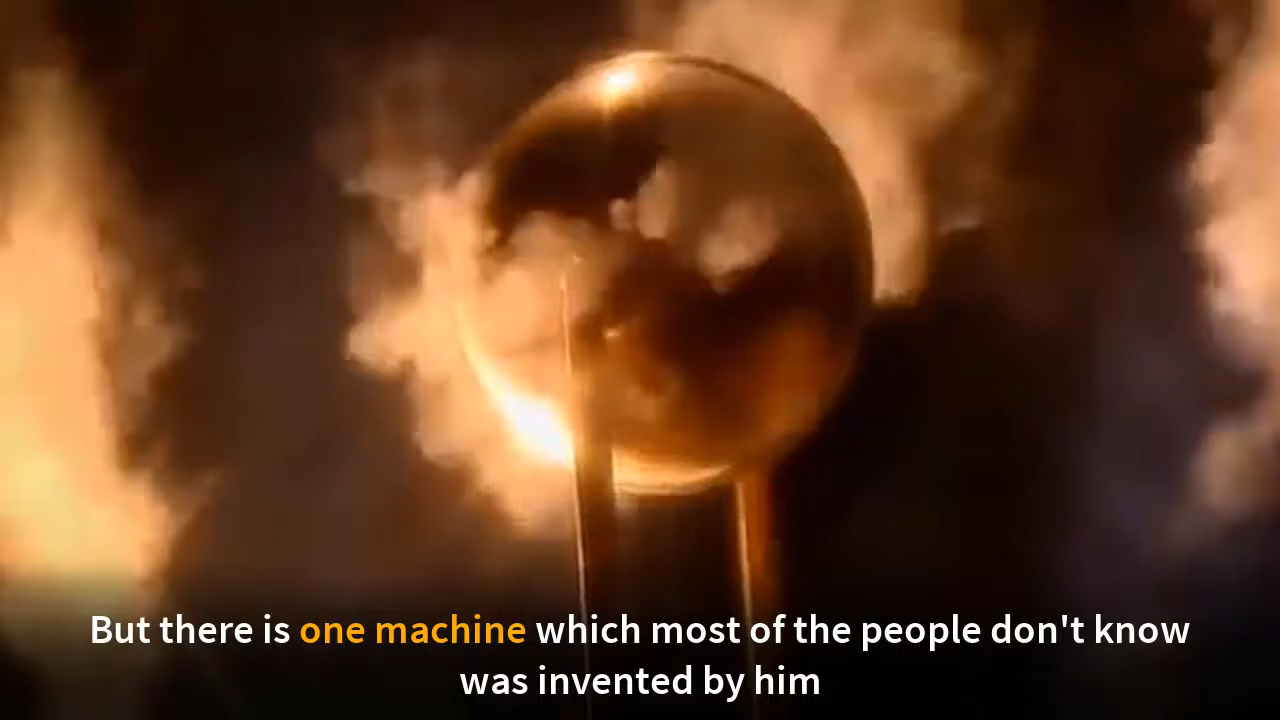 But there is one machine which most of the people don't know
was invented by him